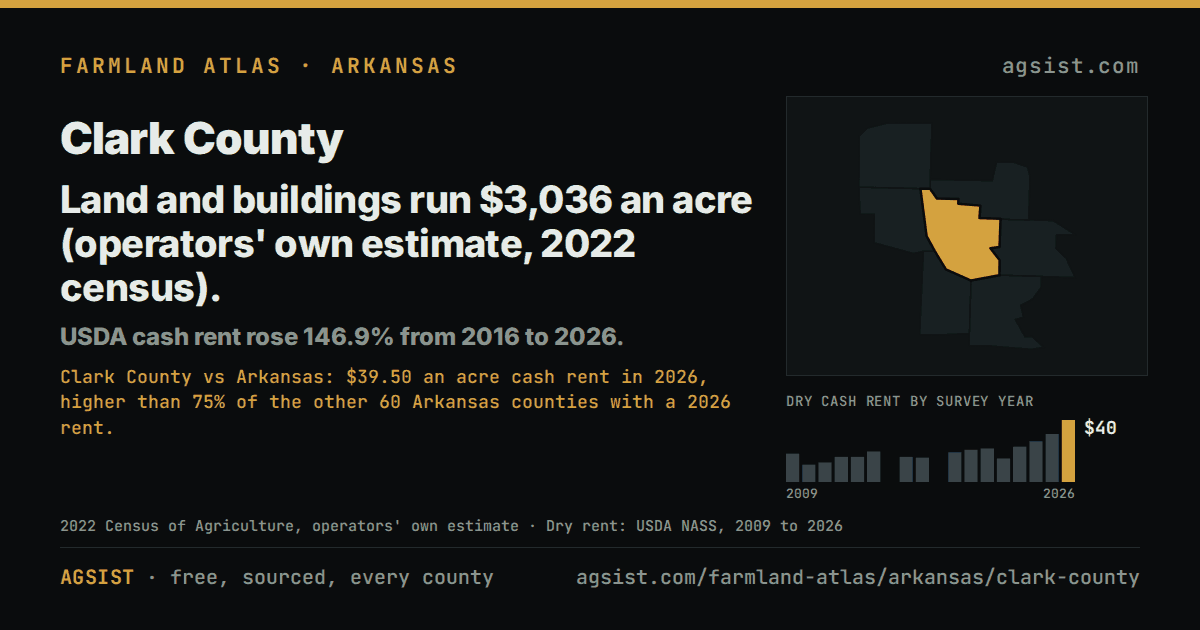 FARMLAND ATLAS · ARKANSAS
agsist.com
Clark County
Land and buildings run $3,036 an acre
(operators' own estimate, 2022
census).
USDA cash rent rose 146.9% from 2016 to 2026.
Clark County vs Arkansas: $39.50 an acre cash rent in 2026,
higher than 75% of the other 60 Arkansas counties with a 2026
rent.
DRY CASH RENT BY SURVEY YEAR
$40
2009
2026
2022 Census of Agriculture, operators' own estimate · Dry rent: USDA NASS, 2009 to 2026
AGSIST · free, sourced, every county
agsist.com/farmland-atlas/arkansas/clark-county